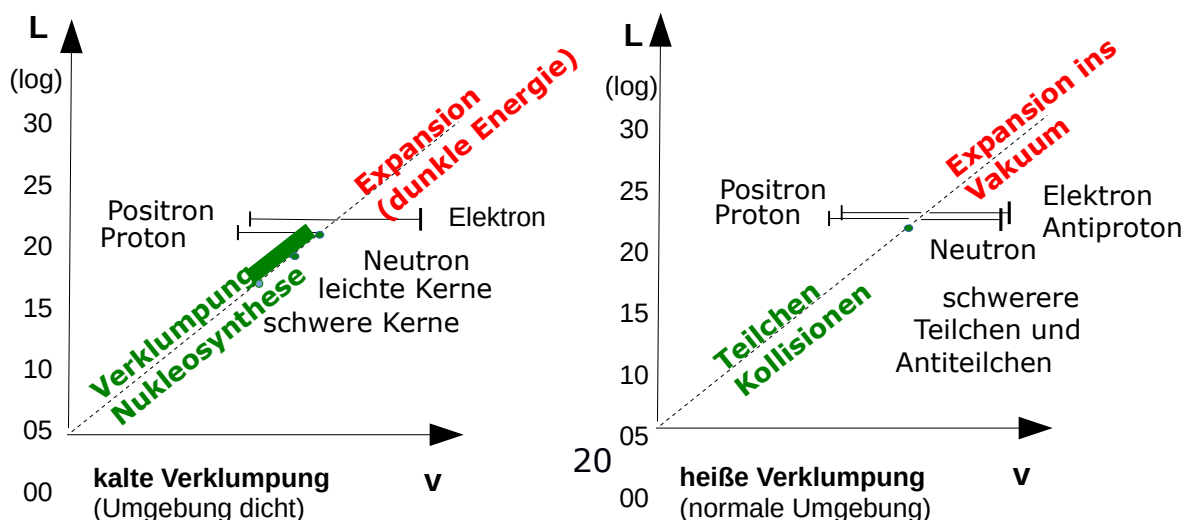 L
(log)
30
25
20
15
10
05
00
Expansion
(dunkle Energie)
Positron
Proton
Elektron
Neutron
leichte Kerne
schwere Kerne
Verklumpung
Nukleosynthese
kalte Verklumpung
(Umgebung dicht)
v
20
L
(log)
30
25
20
15
10
05
00
Expansion ins
Vakuum
Positron
Proton
Elektron
Antiproton
Neutron
schwerere
Teilchen und
Antiteilchen
Teilchen
Kollisionen
heiße Verklumpung
(normale Umgebung)
v